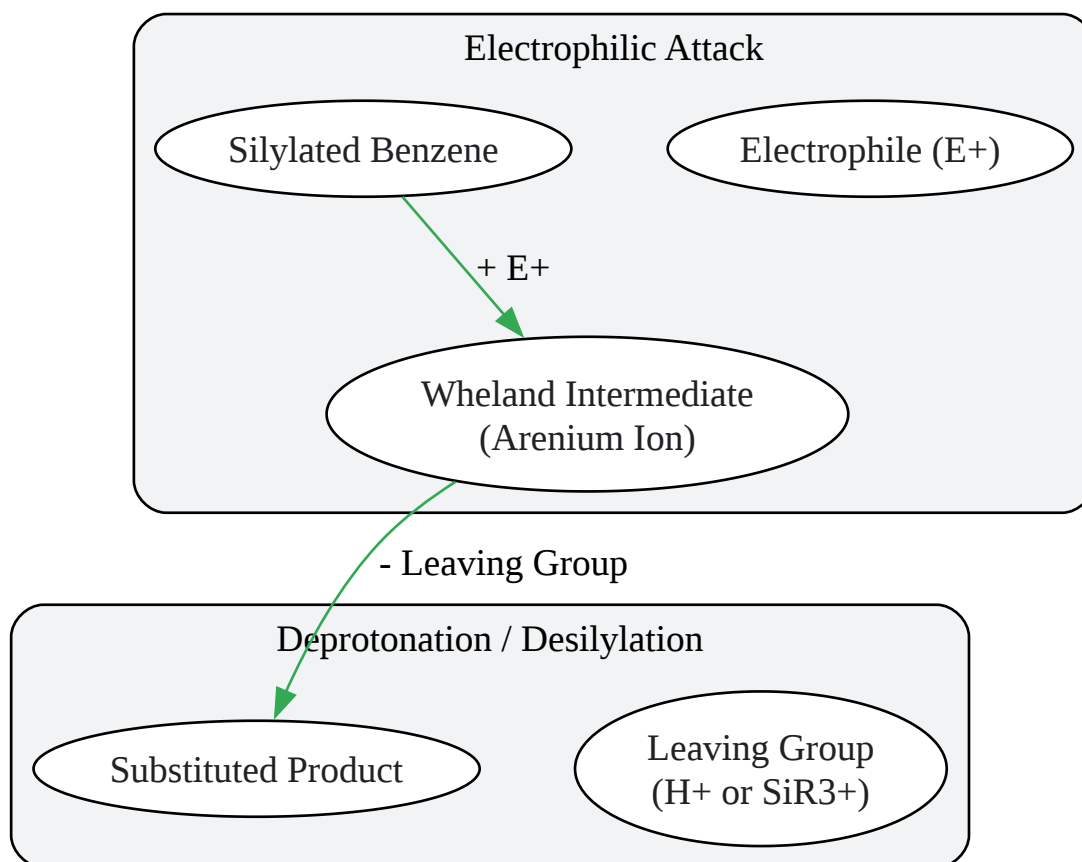 Electrophilic Attack
Silylated Benzene
Electrophile (E+)
+ E+
Wheland Intermediate
(Arenium Ion)
- Leaving Group
Deprotonation / Desilylation
Substituted Product
Leaving Group
(H+ or SiR3+)